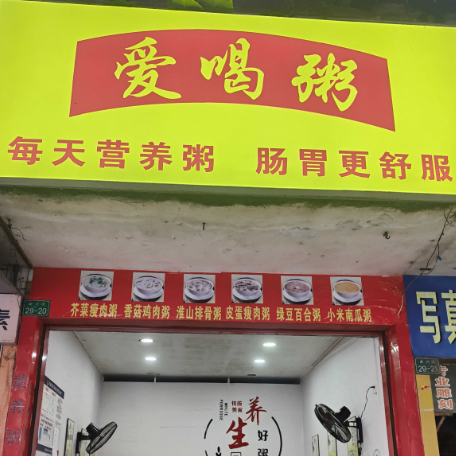 爱喝粥
每天营养粥 肠胃更舒服
芥菜瘦肉粥 香菇鸡肉粥 淮山排骨粥 皮蛋瘦肉粥 绿豆百合粥 小米南瓜粥
29-20
写真
养
生
好粥